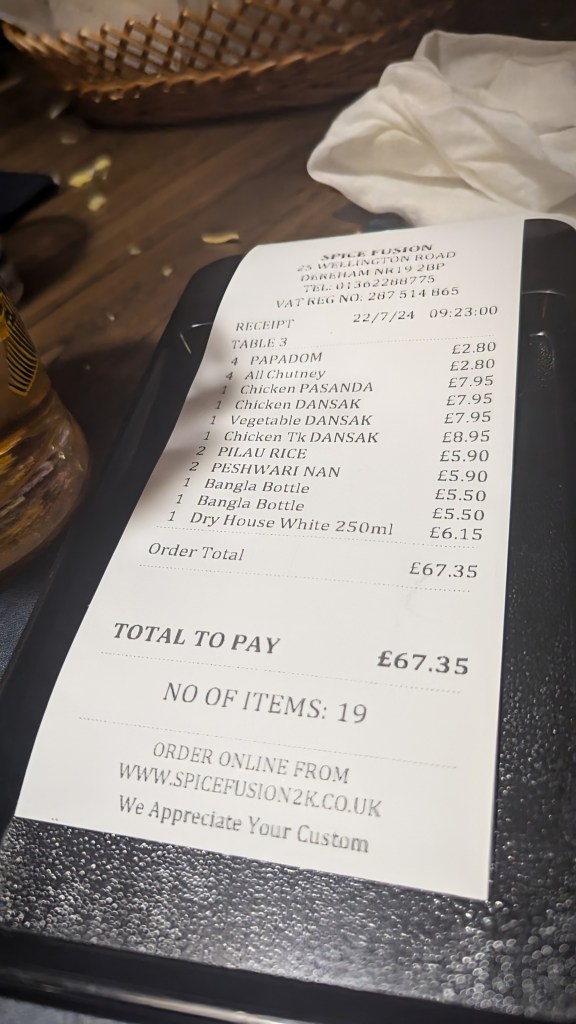 SPICE FUSION
25 WELLINGTON ROAD
DEREHAM NR19 2BP
TEL: 01362288775
VAT REG NO: 287 514 865
RECEIPT 22/7/24 09:23:00
TABLE 3
4 PAPADOM £2.80
4 All Chutney £2.80
1 Chicken PASANDA £7.95
1 Chicken DANSAK £7.95
1 Vegetable DANSAK £7.95
1 Chicken Tk DANSAK £8.95
2 PILAU RICE £5.90
2 PESHWARI NAN £5.90
1 Bangla Bottle £5.50
1 Bangla Bottle £5.50
1 Dry House White 250ml £6.15
Order Total £67.35
TOTAL TO PAY £67.35
NO OF ITEMS: 19
ORDER ONLINE FROM
WWW.SPICEFUSION2K.CO.UK
We Appreciate Your Custom